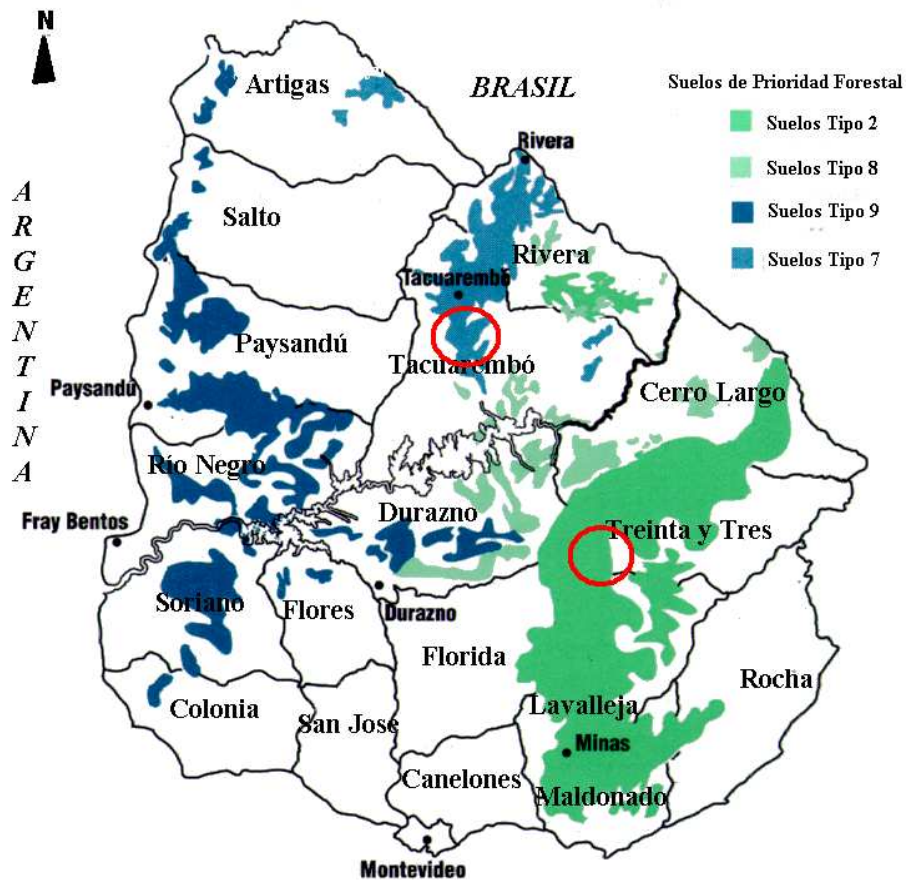 N
Artigas
BRASIL
Suelos de Prioridad Forestal
Suelos Tipo 2
Suelos Tipo 8
Suelos Tipo 9
Suelos Tipo 7
ARGENTINA
Rivera
Salto
Rivera
Tacuarembó
Paysandú
Tacuarembó
Paysandú
Cerro Largo
Río Negro
Durazno
Fray Bentos
Treinta y Tres
Soriano
Flores
Durazno
Florida
Rocha
Colonia
San José
Lavalleja
Minas
Canelones
Maldonado
Montevideo